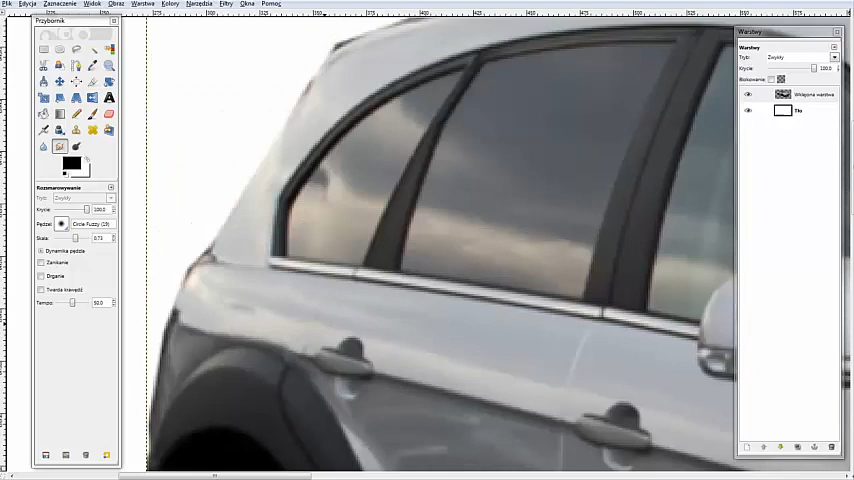 Plik Edycja Zaznaczenie Widok Obraz Warstwa Kolory Narzędzia Filtry Okna Pomoc
Przybornik
Rozsmarowywanie
Tryb: Zwykły
Krycie: 100.0
Pędzel: Circle Fuzzy (19)
Skala: 0.73
Dynamika pędzla
Zanikanie
Drganie
Twarda krawędź
Tempo: 50.0
Warstwy
Warstwy
Tryb: Zwykły
Krycie: 100.0
Blokowanie:
Wklejona warstwa
Tło